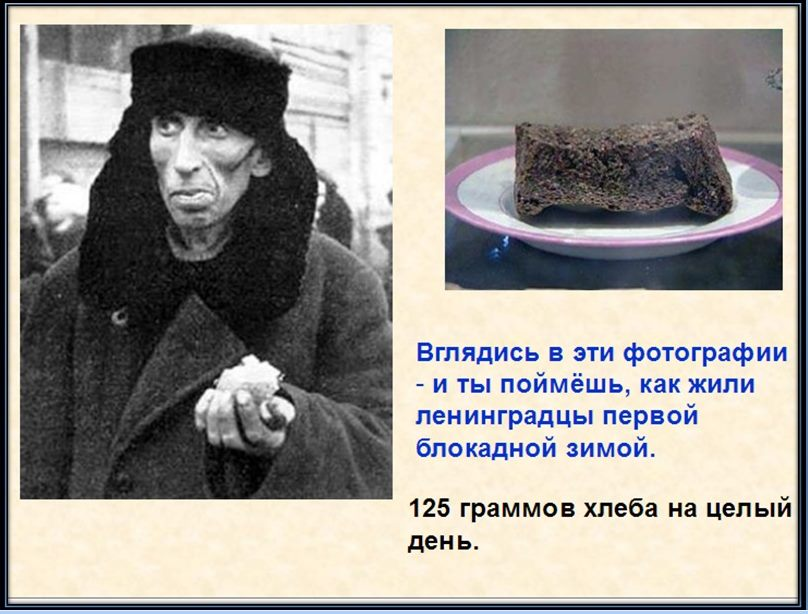 Вглядись в эти фотографии
- и ты поймёшь, как жили
ленинградцы первой
блокадной зимой.
125 граммов хлеба на целый
день.